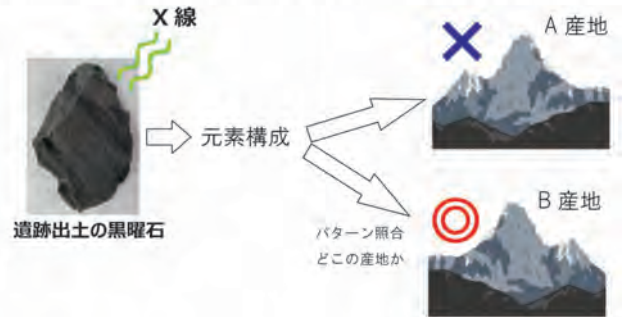 X 線
遺跡出土の黒曜石
元素構成
パターン照合
どこの産地か
A 産地
B 産地